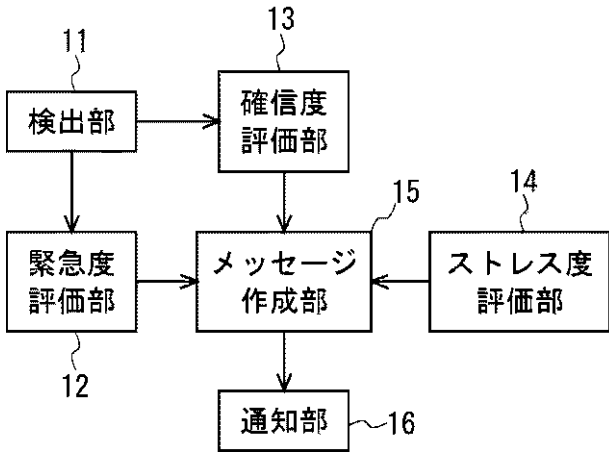 11
検出部
13
確信度
評価部
緊急度
評価部
12
15
メッセージ
作成部
14
ストレス度
評価部
通知部
16